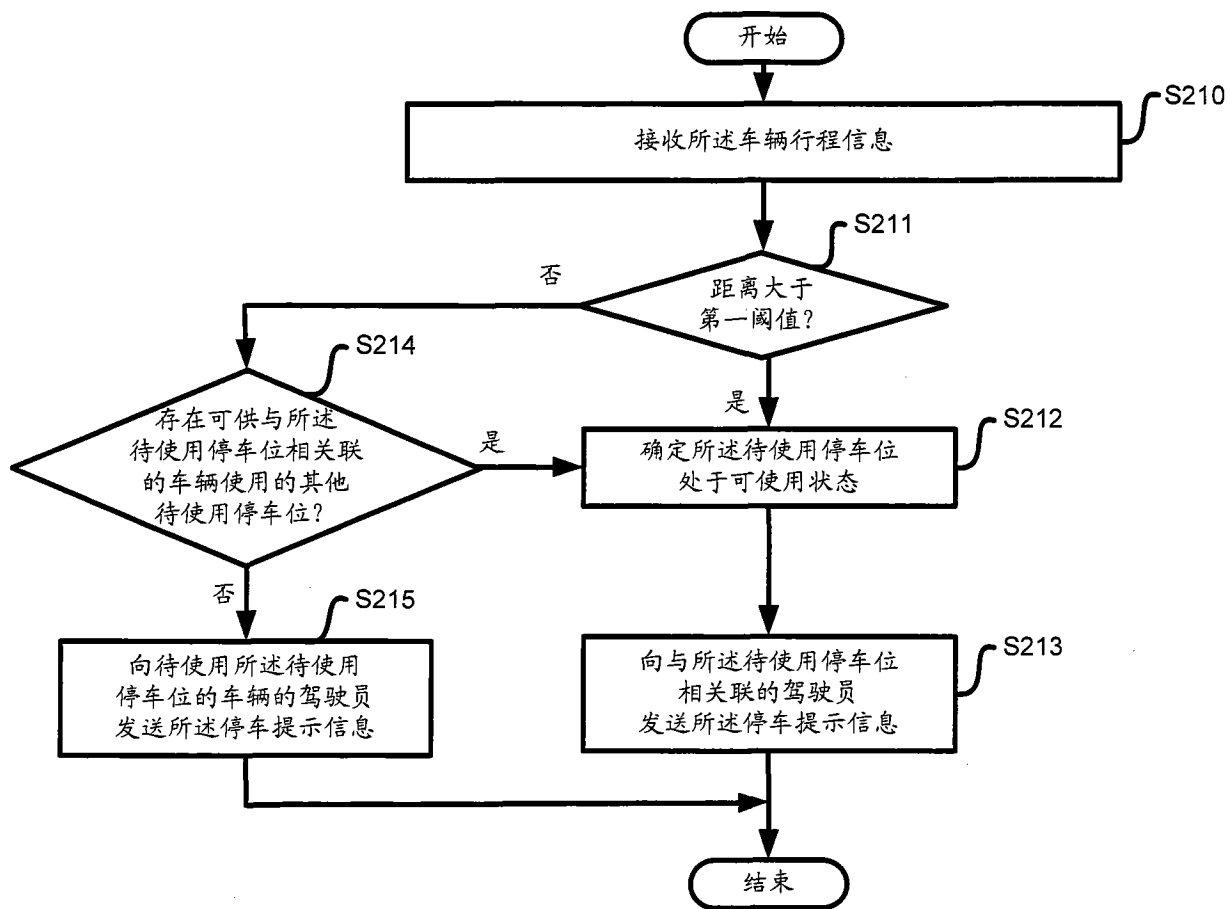 开始
S210
接收所述车辆行程信息
S211
距离大于
第一阈值?
否
S214
存在可供与所述
待使用停车位相关联
的车辆使用的其他
待使用停车位?
是
是
S212
确定所述待使用停车位
处于可使用状态
否
S215
向待使用所述待使用
停车位的车辆的驾驶员
发送所述停车提示信息
S213
向与所述待使用停车位
相关联的驾驶员
发送所述停车提示信息
结束